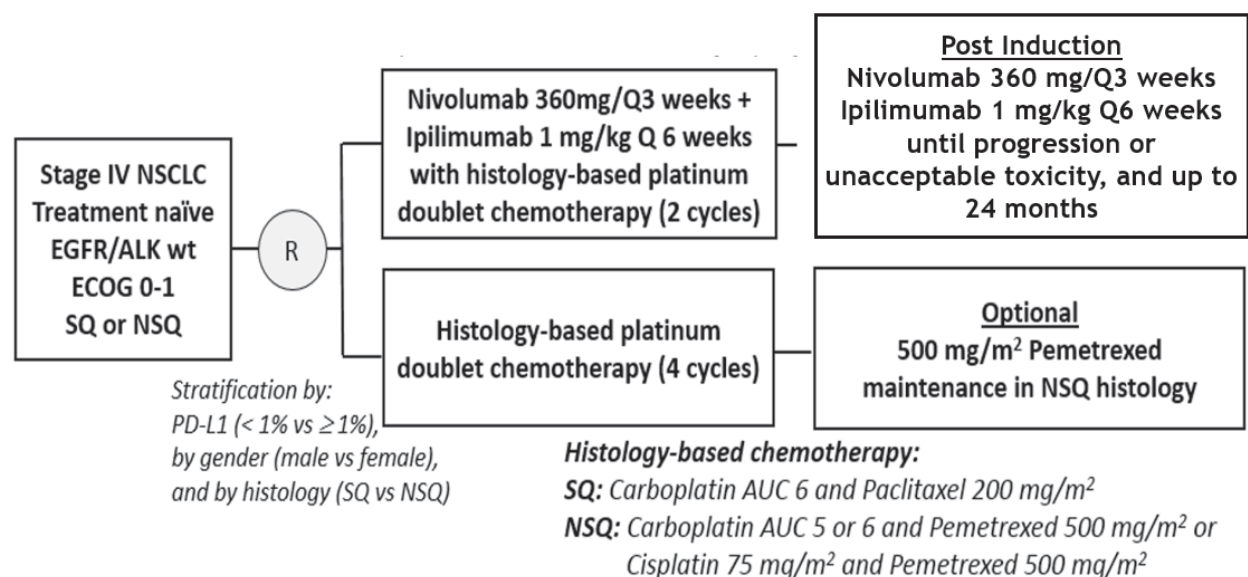 Stage IV NSCLC
Treatment naïve
EGFR/ALK wt
ECOG 0-1
SQ or NSQ
R
Stratification by:
PD-L1 (< 1% vs ≥1%),
by gender (male vs female),
and by histology (SQ vs NSQ)
Nivolumab 360mg/Q3 weeks +
Ipilimumab 1 mg/kg Q 6 weeks
with histology-based platinum
doublet chemotherapy (2 cycles)
Post Induction
Nivolumab 360 mg/Q3 weeks
Ipilimumab 1 mg/kg Q6 weeks
until progression or
unacceptable toxicity, and up to
24 months
Histology-based platinum
doublet chemotherapy (4 cycles)
Optional
500 mg/m² Pemetrexed
maintenance in NSQ histology
Histology-based chemotherapy:
SQ: Carboplatin AUC 6 and Paclitaxel 200 mg/m²
NSQ: Carboplatin AUC 5 or 6 and Pemetrexed 500 mg/m² or
Cisplatin 75 mg/m² and Pemetrexed 500 mg/m²